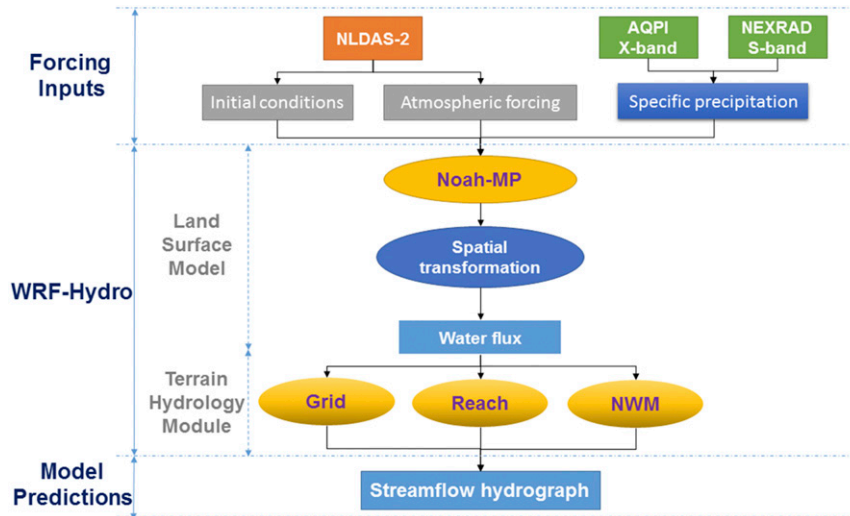 Forcing
Inputs
NLDAS-2
AQPI
X-band
NEXRAD
S-band
Initial conditions
Atmospheric forcing
Specific precipitation
WRF-Hydro
Land
Surface
Model
Noah-MP
Spatial
transformation
Water flux
Terrain
Hydrology
Module
Grid
Reach
NWM
Model
Predictions
Streamflow hydrograph